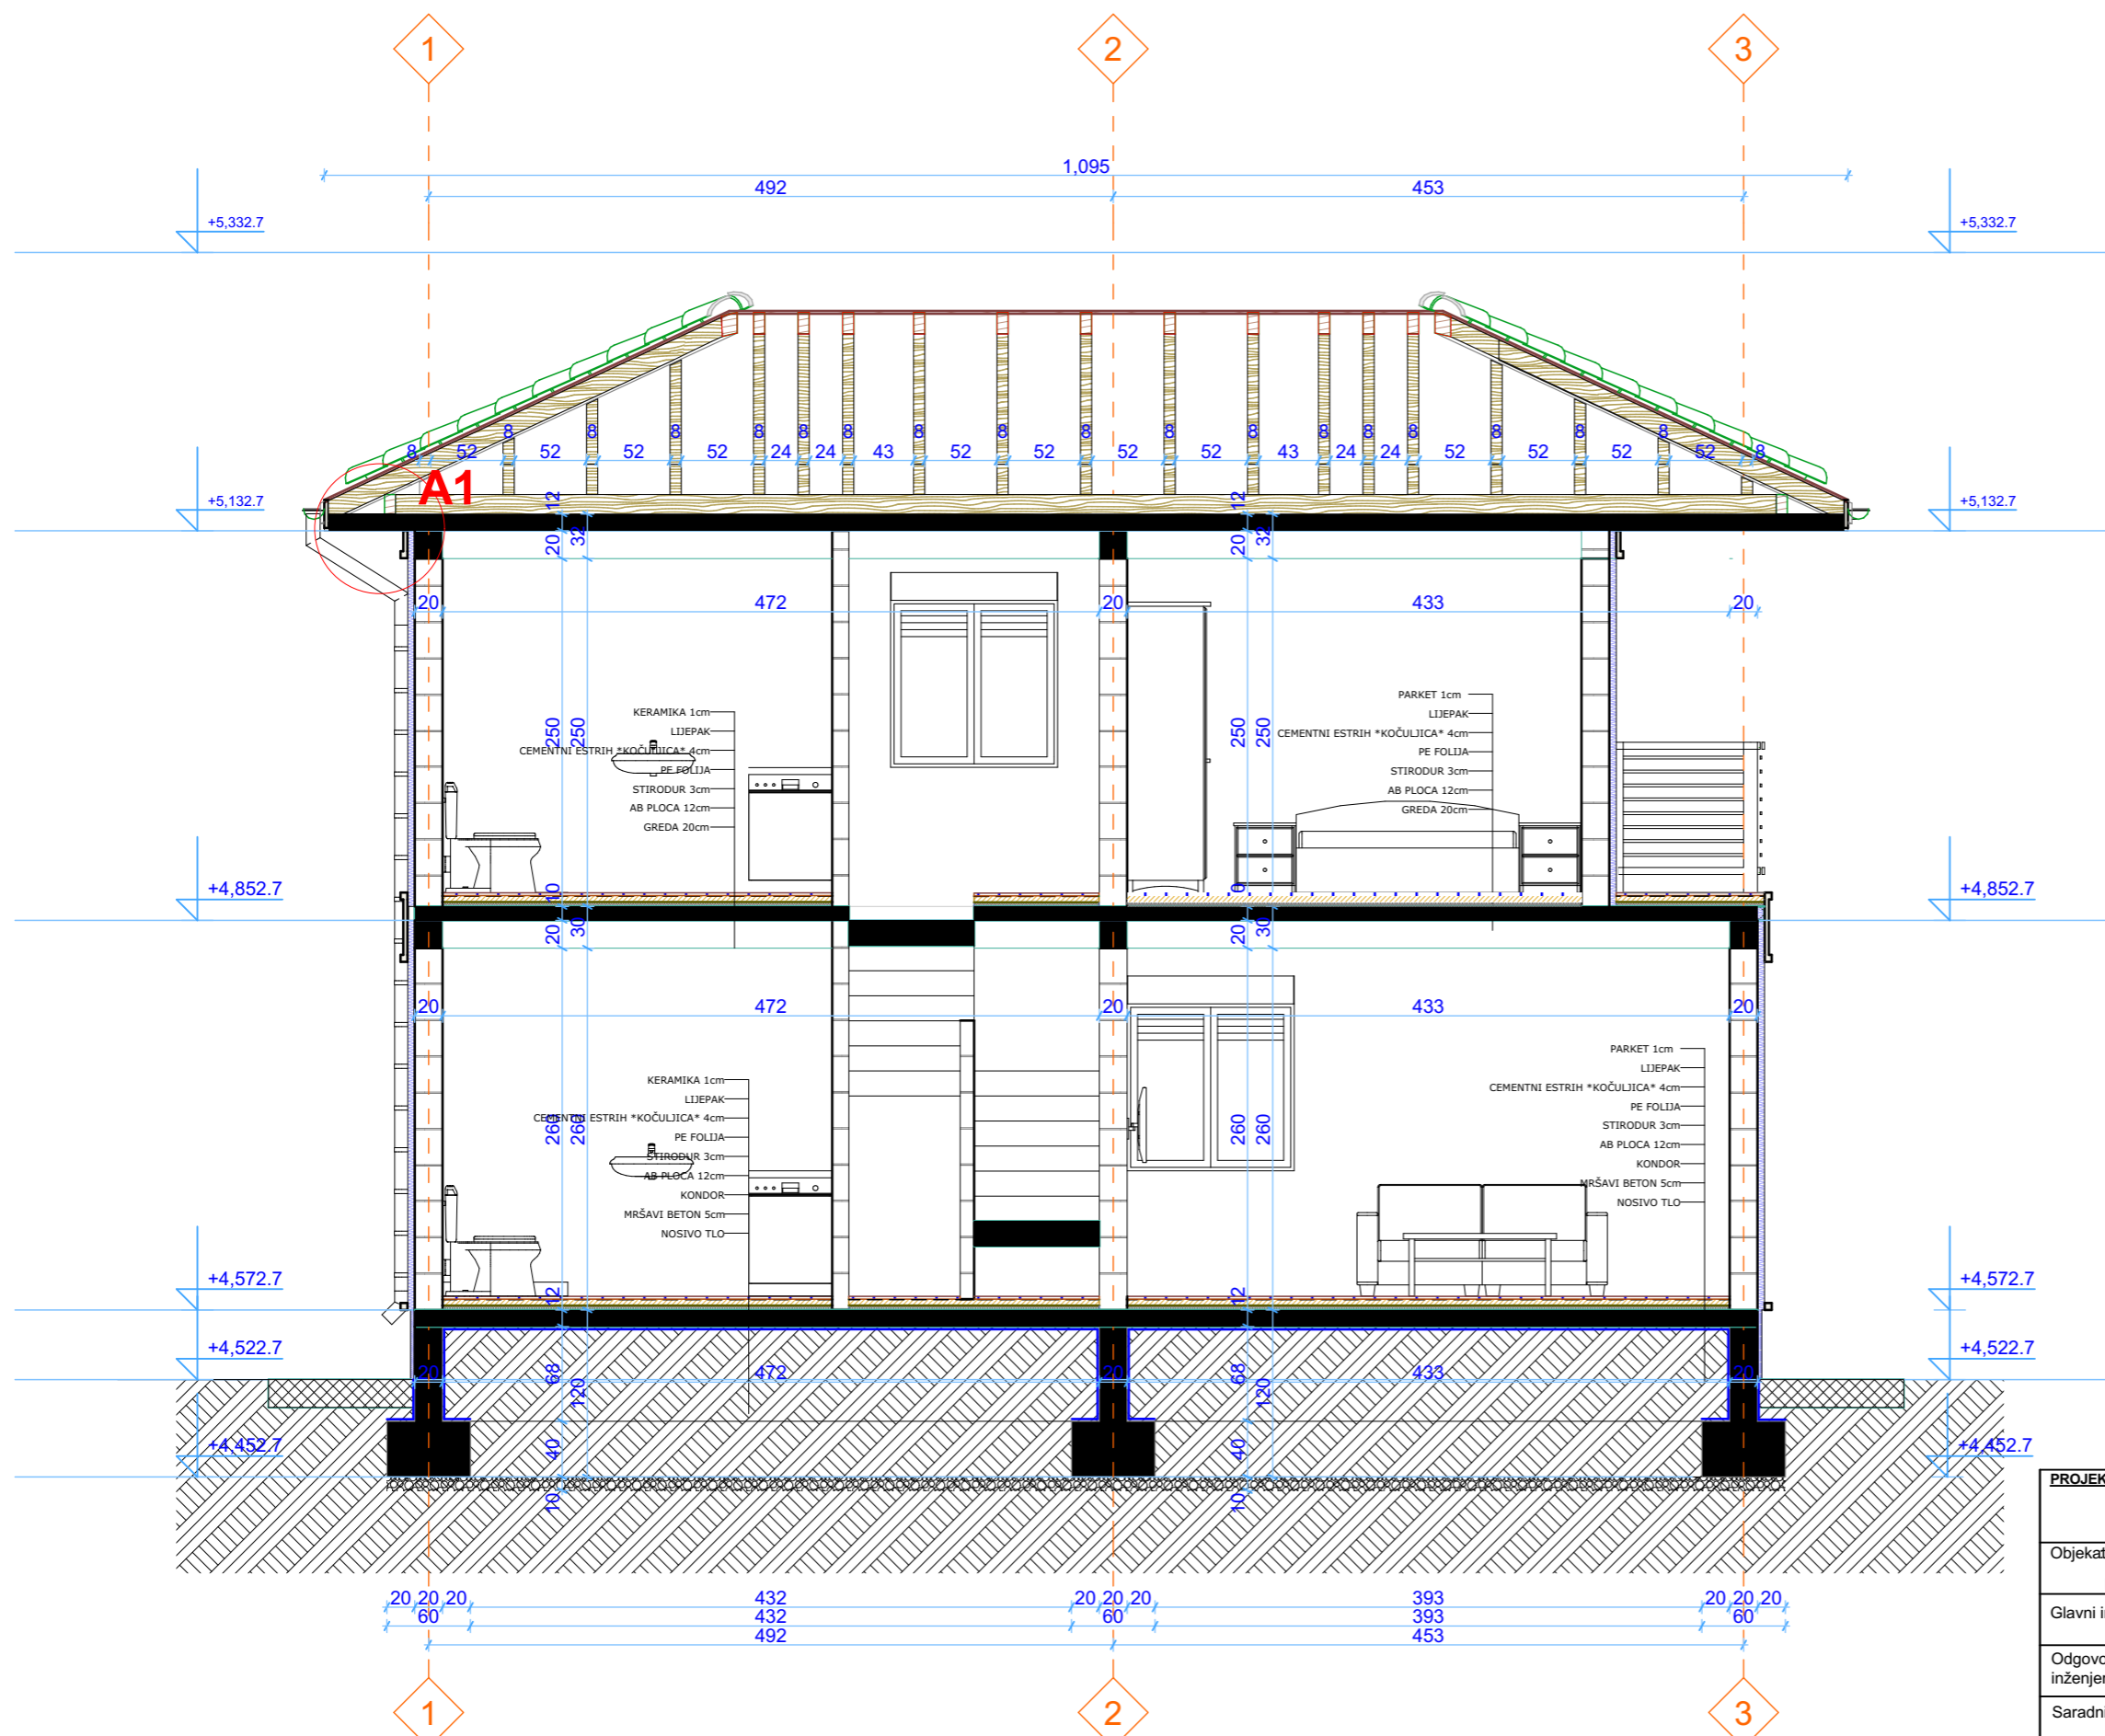 1 2 3
1,095
492 453
+5,332.7 +5,332.7
8 8 8 8 8 8 8 8 8 8 8 8 8 8 8 8 8
8 52 52 52 52 24 24 43 52 52 52 52 43 24 24 52 52 52 52 8
A1
+5,132.7 12 12 +5,132.7
20 32 20 32
20 472 20 433 20
250 250 250 250
KERAMIKA 1cm
LIJEPAK
CEMENTNI ESTRIH *KOČULJICA* 4cm
PE FOLIJA
STIRODUR 3cm
AB PLOCA 12cm
GREDA 20cm
PARKET 1cm
LIJEPAK
CEMENTNI ESTRIH *KOČULJICA* 4cm
PE FOLIJA
STIRODUR 3cm
AB PLOCA 12cm
GREDA 20cm
+4,852.7 10 10 +4,852.7
20 30 20 30
20 472 20 433 20
260 260 260 260
KERAMIKA 1cm
LIJEPAK
CEMENTNI ESTRIH *KOČULJICA* 4cm
PE FOLIJA
STIRODUR 3cm
AB PLOCA 12cm
KONDOR
MRŠAVI BETON 5cm
NOSIVO TLO
PARKET 1cm
LIJEPAK
CEMENTNI ESTRIH *KOČULJICA* 4cm
PE FOLIJA
STIRODUR 3cm
AB PLOCA 12cm
KONDOR
MRŠAVI BETON 5cm
NOSIVO TLO
+4,572.7 12 12 +4,572.7
+4,522.7 +4,522.7
20 68 472 20 68 433 20
120 120
+4,452.7 40 40 +4,452.7
10 10
20 20 20 432 20 20 20 393 20 20 20
60 432 60 393 60
492 453
1 2 3
PROJEK
Objekat
Glavni i
Odgovo
inženjer
Saradni